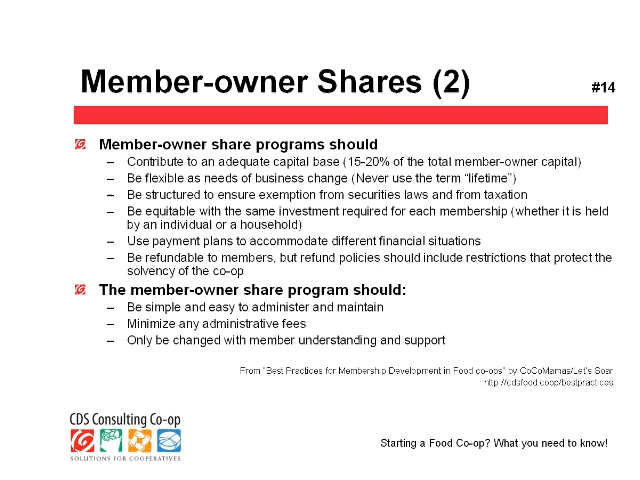 Member-owner Shares (2)
#14
Member-owner share programs should
– Contribute to an adequate capital base (15-20% of the total member-owner capital)
– Be flexible as needs of business change (Never use the term "lifetime")
– Be structured to ensure exemption from securities laws and from taxation
– Be equitable with the same investment required for each membership (whether it is held
by an individual or a household)
– Use payment plans to accommodate different financial situations
– Be refundable to members, but refund policies should include restrictions that protect the
solvency of the co-op
The member-owner share program should:
– Be simple and easy to administer and maintain
– Minimize any administrative fees
– Only be changed with member understanding and support
From "Best Practices for Membership Development in Food co-ops" by CoCoMamas/Let's Soar
http://cdsfood.coop/bestpractices
CDS Consulting Co-op
SOLUTIONS FOR COOPERATIVES
Starting a Food Co-op? What you need to know!